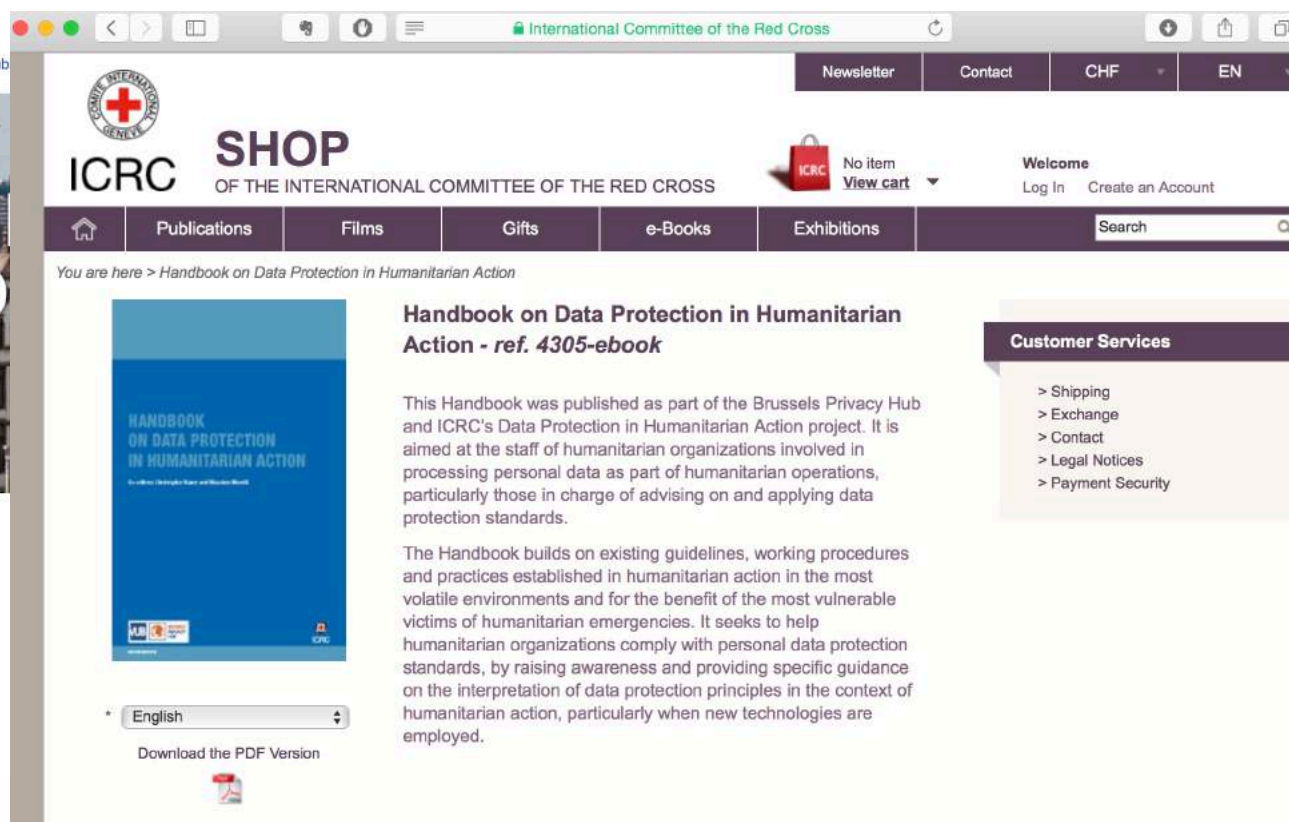 International Committee of the Red Cross
Newsletter
Contact
CHF
EN
COMITE INTERNATIONAL
GENEVE
ICRC
SHOP
OF THE INTERNATIONAL COMMITTEE OF THE RED CROSS
ICRC
No item
View cart
Welcome
Log In Create an Account
Publications
Films
Gifts
e-Books
Exhibitions
Search
You are here > Handbook on Data Protection in Humanitarian Action
HANDBOOK
ON DATA PROTECTION
IN HUMANITARIAN ACTION
VUB
ICRC
* English
Download the PDF Version
Handbook on Data Protection in Humanitarian
Action - ref. 4305-ebook
This Handbook was published as part of the Brussels Privacy Hub
and ICRC's Data Protection in Humanitarian Action project. It is
aimed at the staff of humanitarian organizations involved in
processing personal data as part of humanitarian operations,
particularly those in charge of advising on and applying data
protection standards.
The Handbook builds on existing guidelines, working procedures
and practices established in humanitarian action in the most
volatile environments and for the benefit of the most vulnerable
victims of humanitarian emergencies. It seeks to help
humanitarian organizations comply with personal data protection
standards, by raising awareness and providing specific guidance
on the interpretation of data protection principles in the context of
humanitarian action, particularly when new technologies are
employed.
Customer Services
> Shipping
> Exchange
> Contact
> Legal Notices
> Payment Security